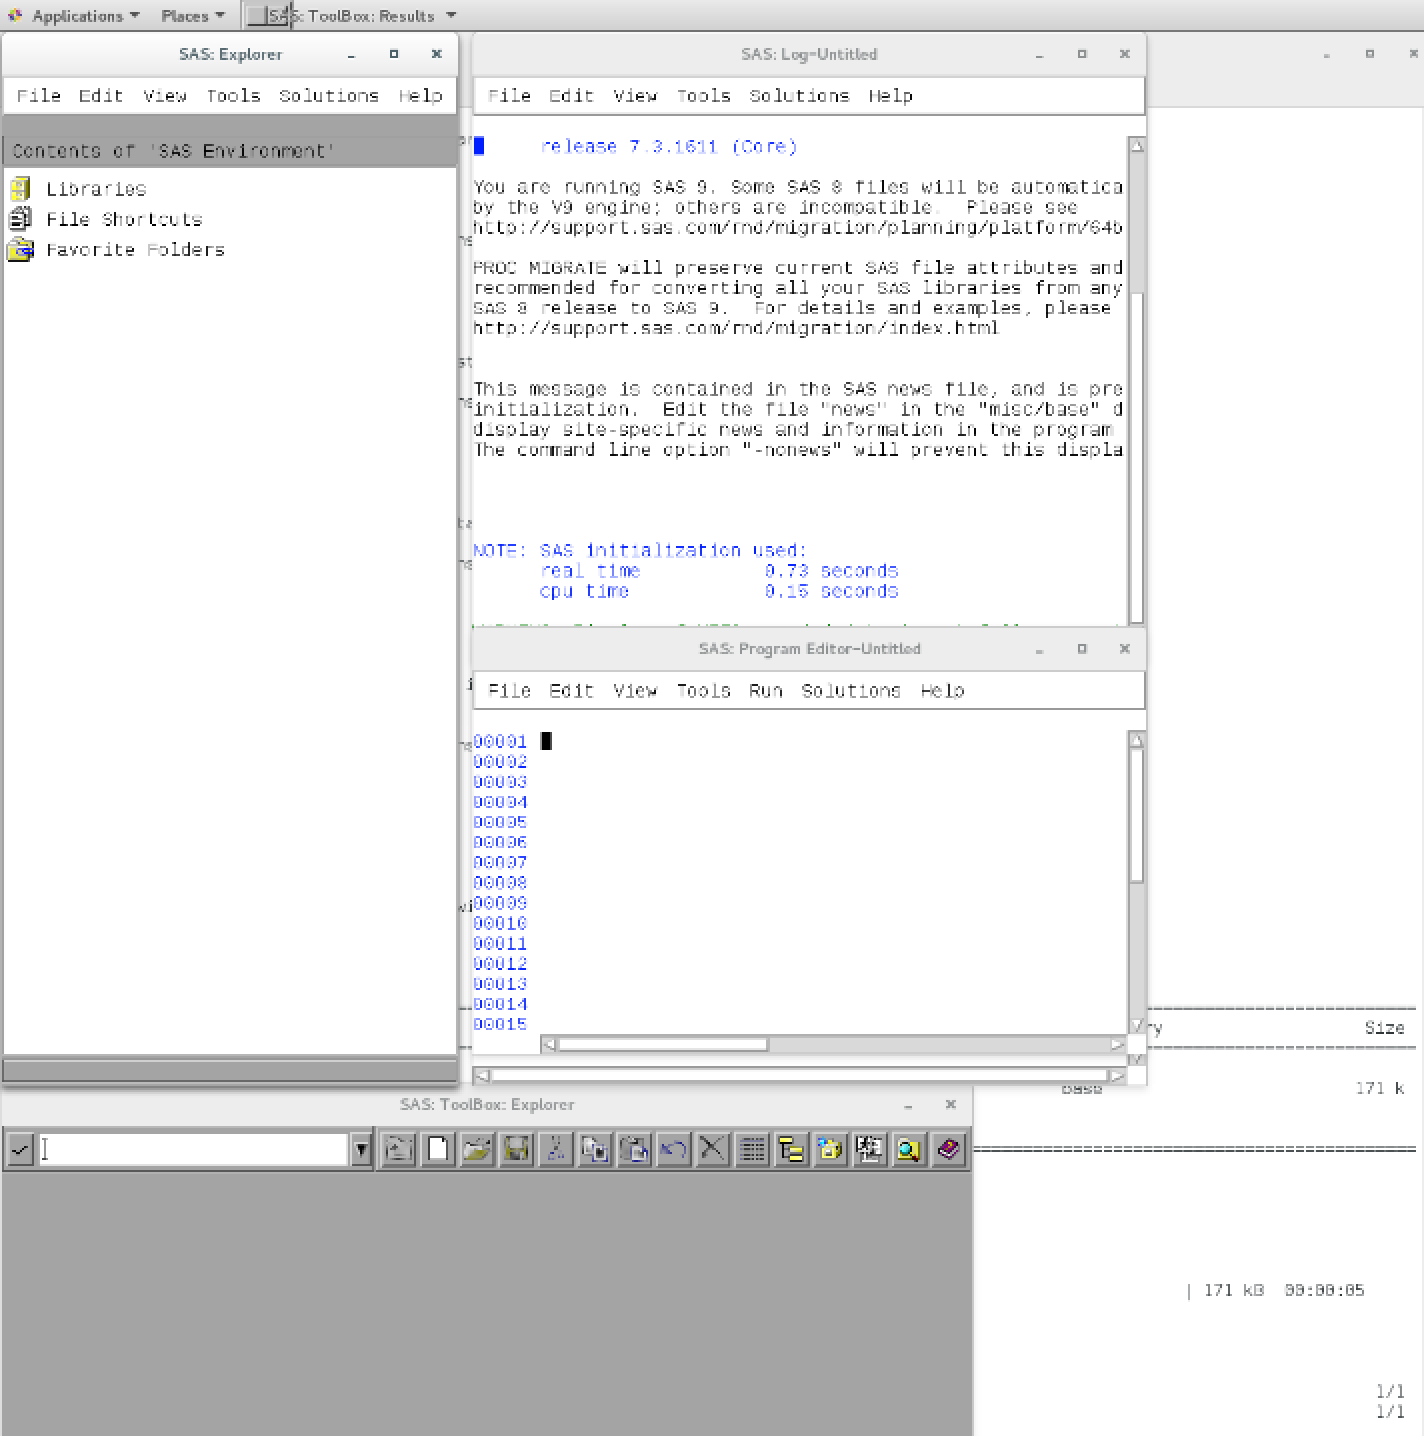 Applications Places SAS: ToolBox: Results
SAS: Explorer
File Edit View Tools Solutions Help
Contents of 'SAS Environment'
Libraries
File Shortcuts
Favorite Folders
SAS: Log-Untitled
File Edit View Tools Solutions Help
release 7.3.1611 (Core)
You are running SAS 9. Some SAS 8 files will be automatica
by the V9 engine; others are incompatible.  Please see
http://support.sas.com/rnd/migration/planning/platform/64b
PROC MIGRATE will preserve current SAS file attributes and
recommended for converting all your SAS libraries from any
SAS 8 release to SAS 9.  For details and examples, please
http://support.sas.com/rnd/migration/index.html
This message is contained in the SAS news file, and is pre
initialization.  Edit the file "news" in the "misc/base" d
display site-specific news and information in the program
The command line option "-nonews" will prevent this displa
NOTE: SAS initialization used:
real time 0.73 seconds
cpu time 0.15 seconds
SAS: Program Editor-Untitled
File Edit View Tools Run Solutions Help
00001
00002
00003
00004
00005
00006
00007
00008
00009
00010
00011
00012
00013
00014
00015
ry Size
base 171 k
SAS: ToolBox: Explorer
| 171 kB 00:00:05
1/1
1/1